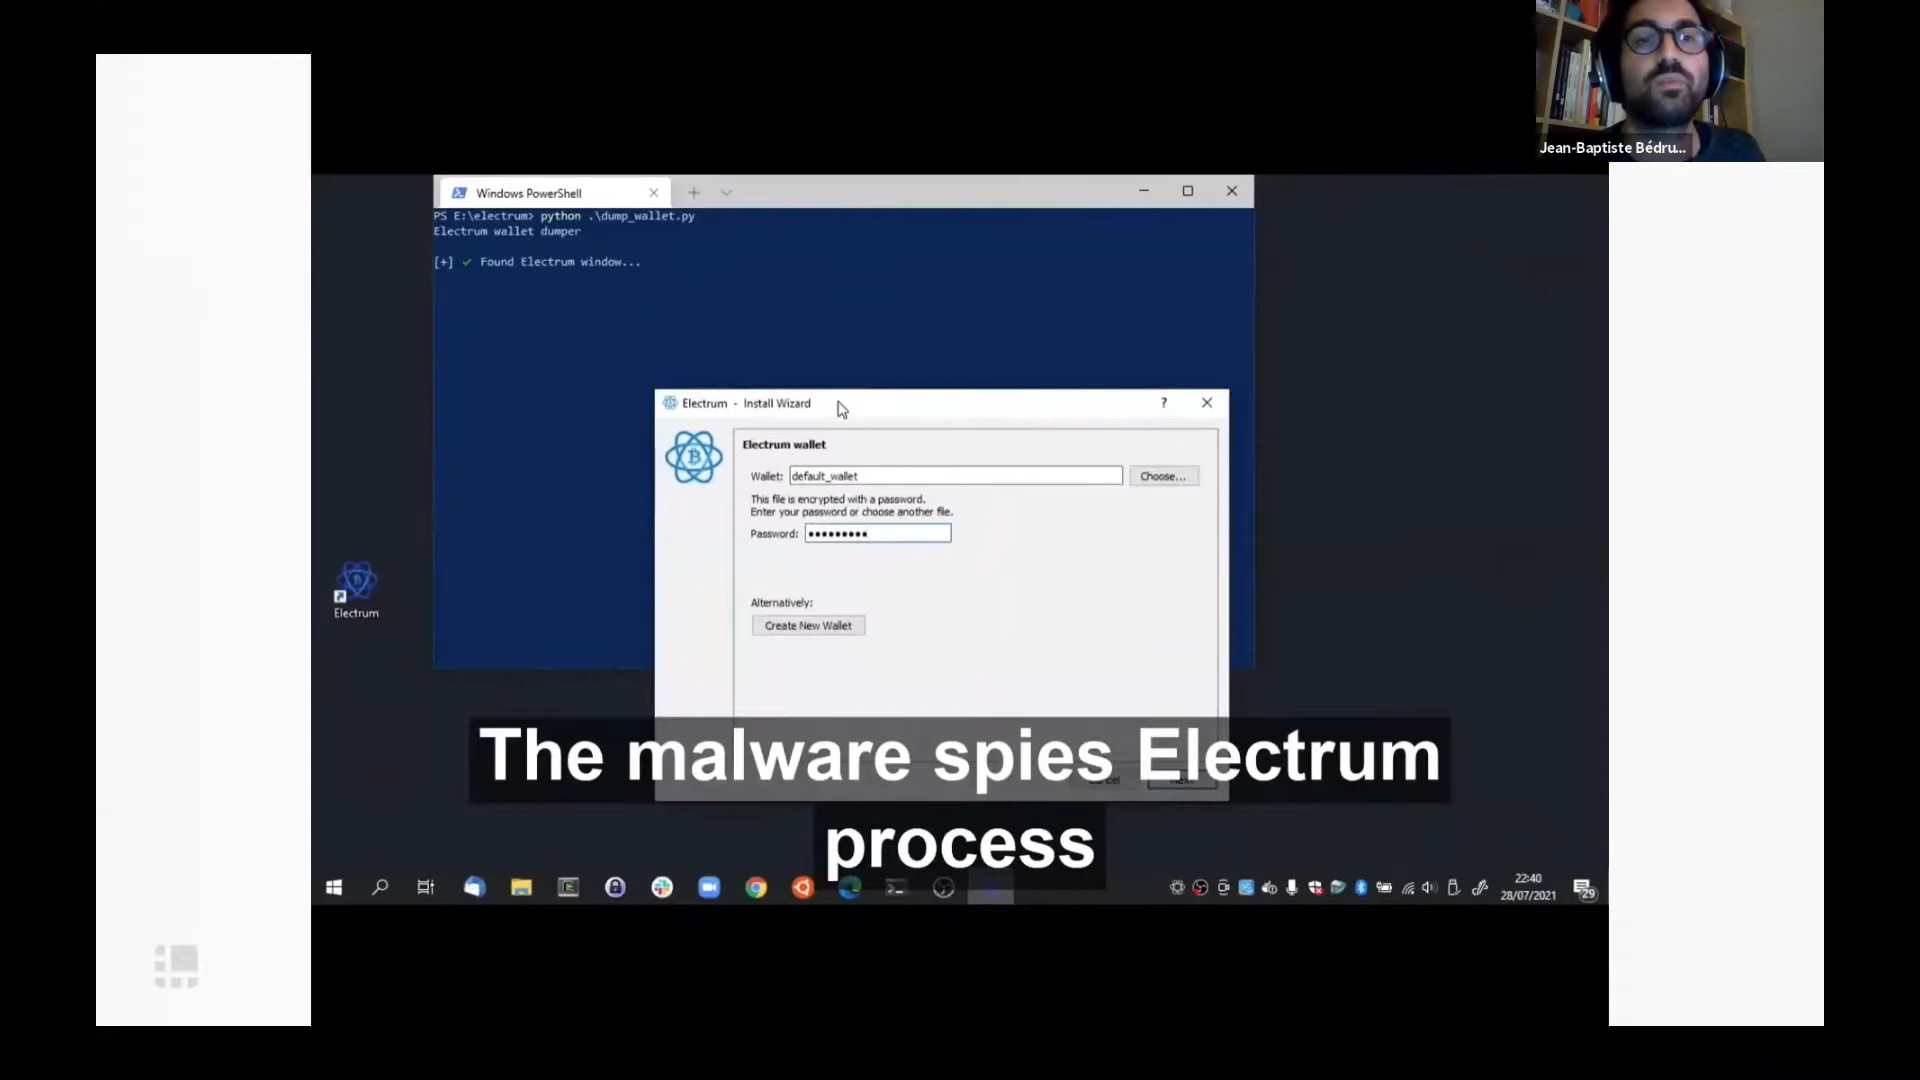 Jean-Baptiste Bédru...
Windows PowerShell
PS E:\electrum> python .\dump_wallet.py
Electrum wallet dumper
[+] ✓ Found Electrum window...
Electrum - Install Wizard
?
Electrum wallet
Wallet: default_wallet Choose...
This file is encrypted with a password.
Enter your password or choose another file.
Password: ●●●●●●●●●
Alternatively:
Create New Wallet
Electrum
The malware spies Electrum
process
22:40
28/07/2021
29